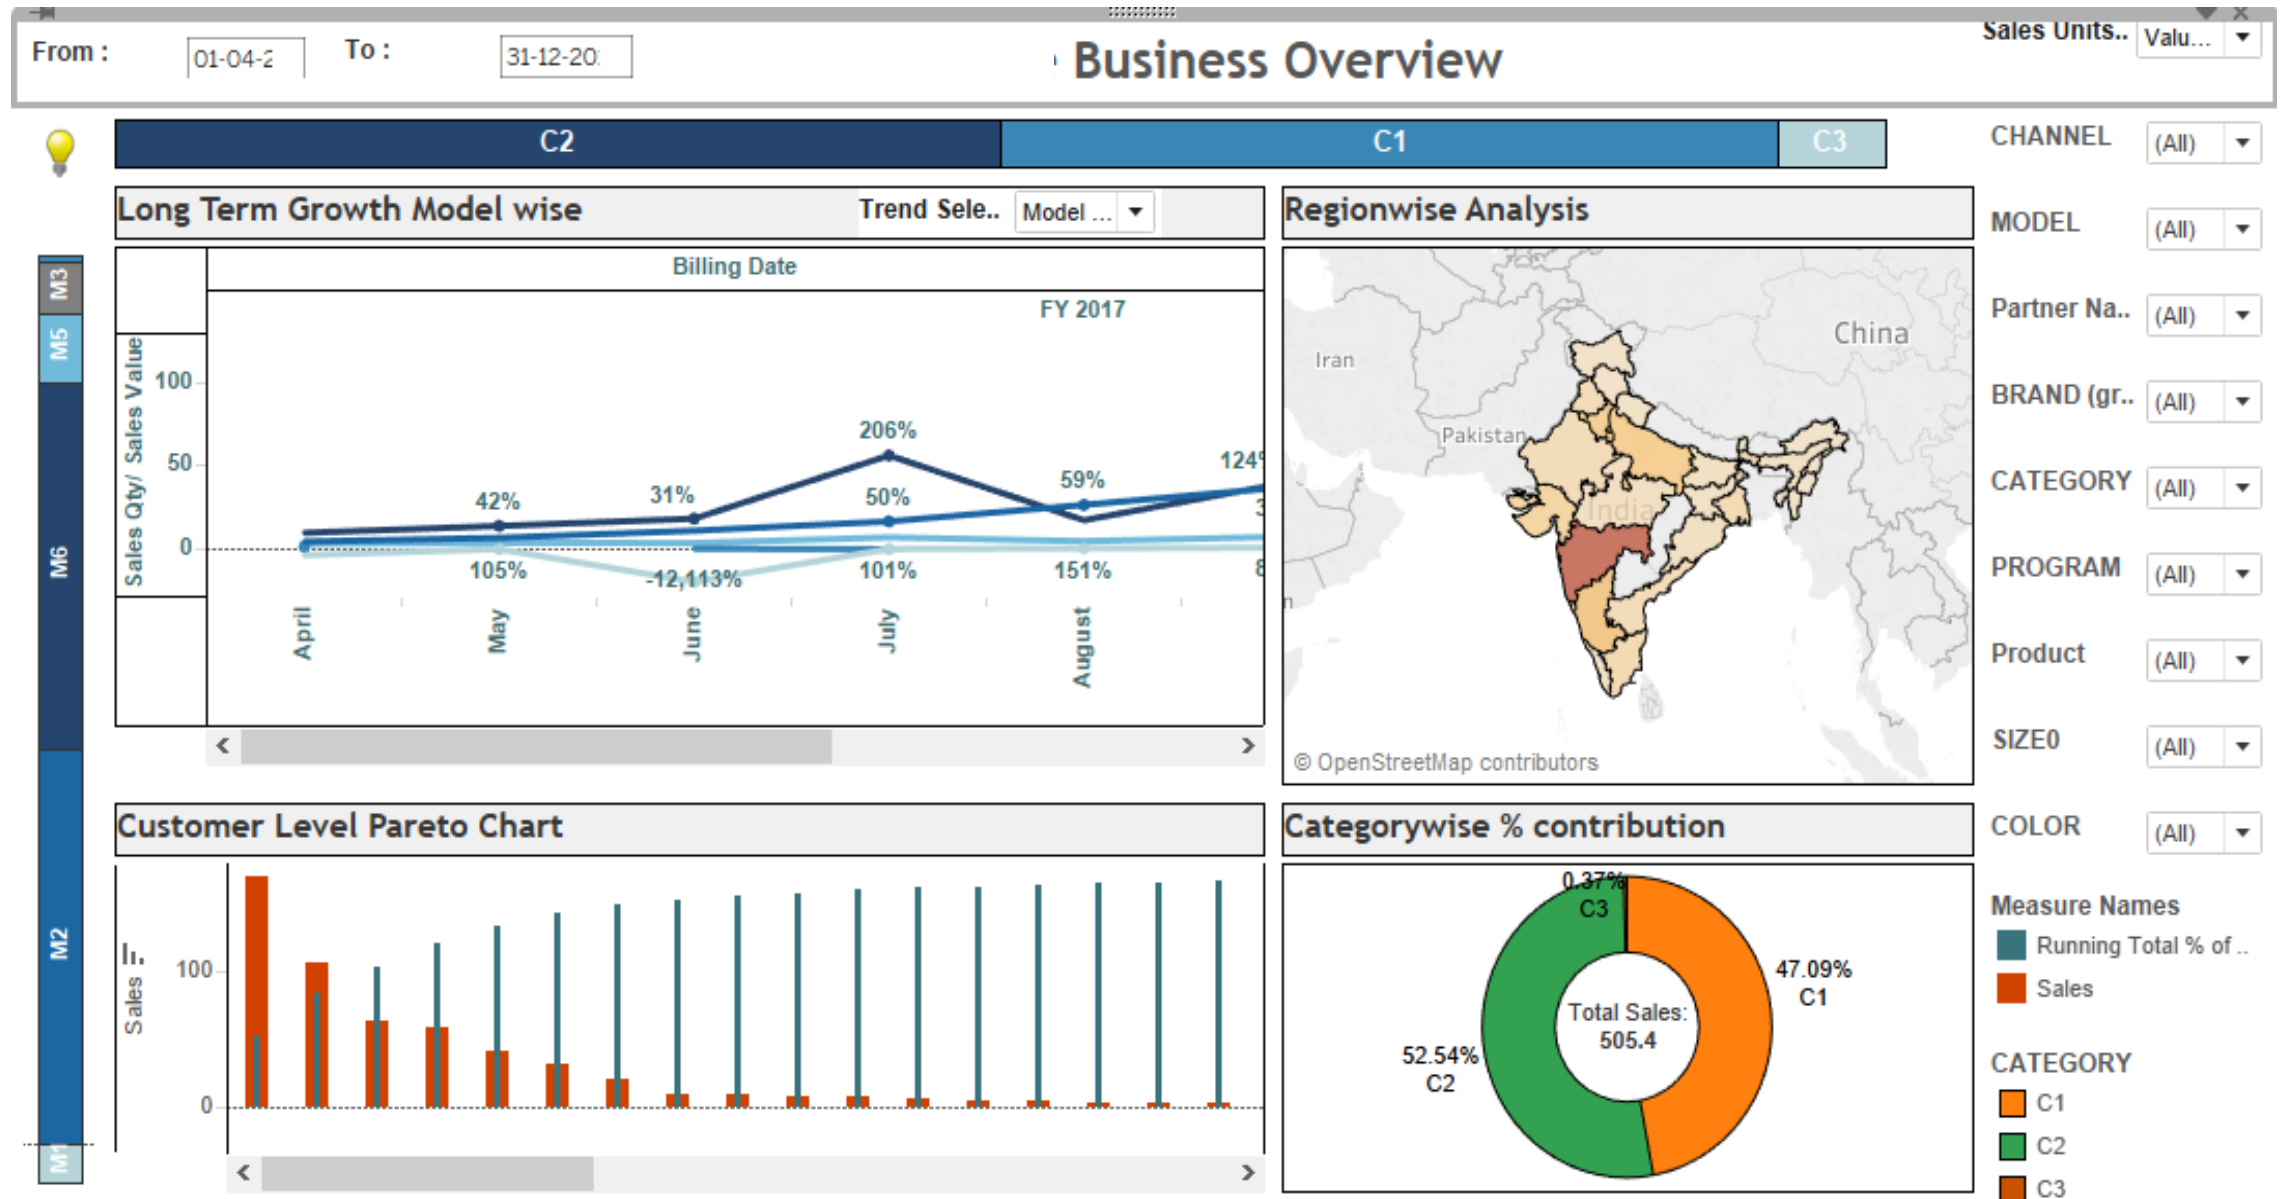 From :
01-04-2
To :
31-12-20
Business Overview
Sales Units..
Valu...
C2
C1
C3
CHANNEL
(All)
MODEL
(All)
Partner Na..
(All)
BRAND (gr..
(All)
CATEGORY
(All)
PROGRAM
(All)
Product
(All)
SIZE0
(All)
COLOR
(All)
M3
M5
M6
M2
M1
Long Term Growth Model wise
Trend Sele..
Model ...
Billing Date
FY 2017
Sales Qty/ Sales Value
100
50
0
42%
31%
206%
50%
59%
124%
3
105%
-12,113%
101%
151%
8
April
May
June
July
August
Regionwise Analysis
Iran
Pakistan
China
India
n
© OpenStreetMap contributors
Customer Level Pareto Chart
Sales
100
0
Categorywise % contribution
0.37%
C3
47.09%
C1
52.54%
C2
Total Sales:
505.4
Measure Names
Running Total % of ..
Sales
CATEGORY
C1
C2
C3